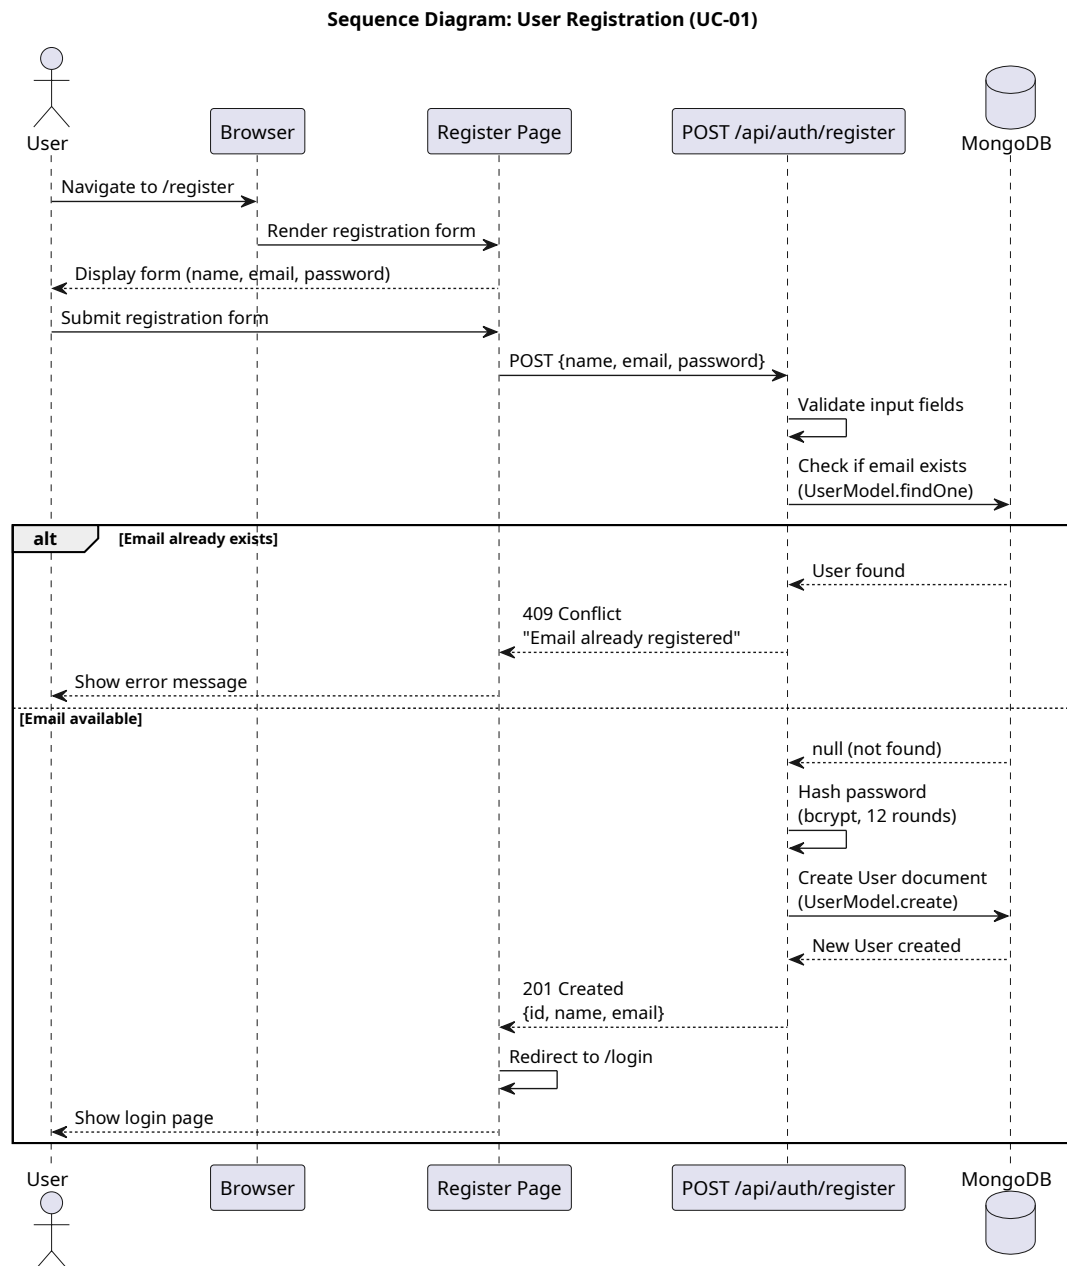 Sequence Diagram: User Registration (UC-01)
User
Browser
Register Page
POST /api/auth/register
MongoDB
Navigate to /register
Render registration form
Display form (name, email, password)
Submit registration form
POST {name, email, password}
Validate input fields
Check if email exists
(UserModel.findOne)
alt
[Email already exists]
User found
409 Conflict
"Email already registered"
Show error message
[Email available]
null (not found)
Hash password
(bcrypt, 12 rounds)
Create User document
(UserModel.create)
New User created
201 Created
{id, name, email}
Redirect to /login
Show login page
User
Browser
Register Page
POST /api/auth/register
MongoDB